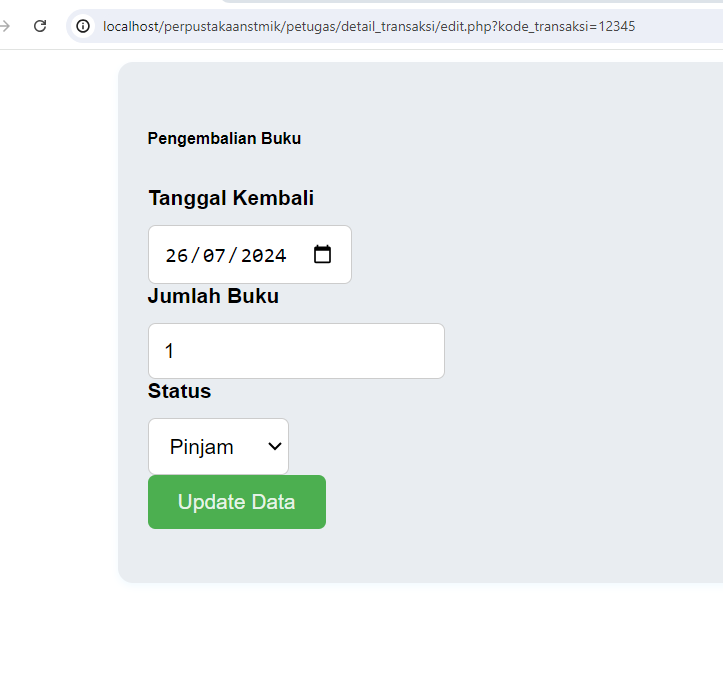 localhost/perpustakaanstmik/petugas/detail_transaksi/edit.php?kode_transaksi=12345
Pengembalian Buku
Tanggal Kembali
26/07/2024
Jumlah Buku
1
Status
Pinjam
Update Data